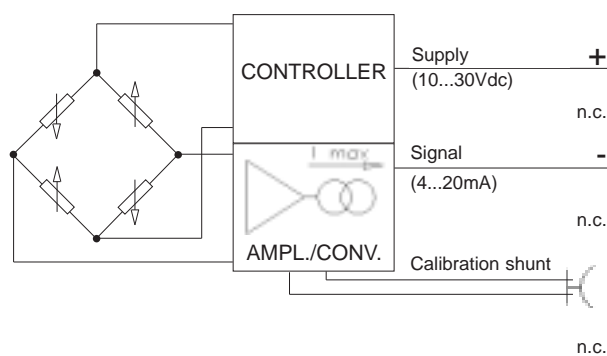 CONTROLLER
Supply +
(10...30Vdc)
n.c.
I max
Signal -
(4...20mA)
n.c.
AMPL./CONV.
Calibration shunt
n.c.